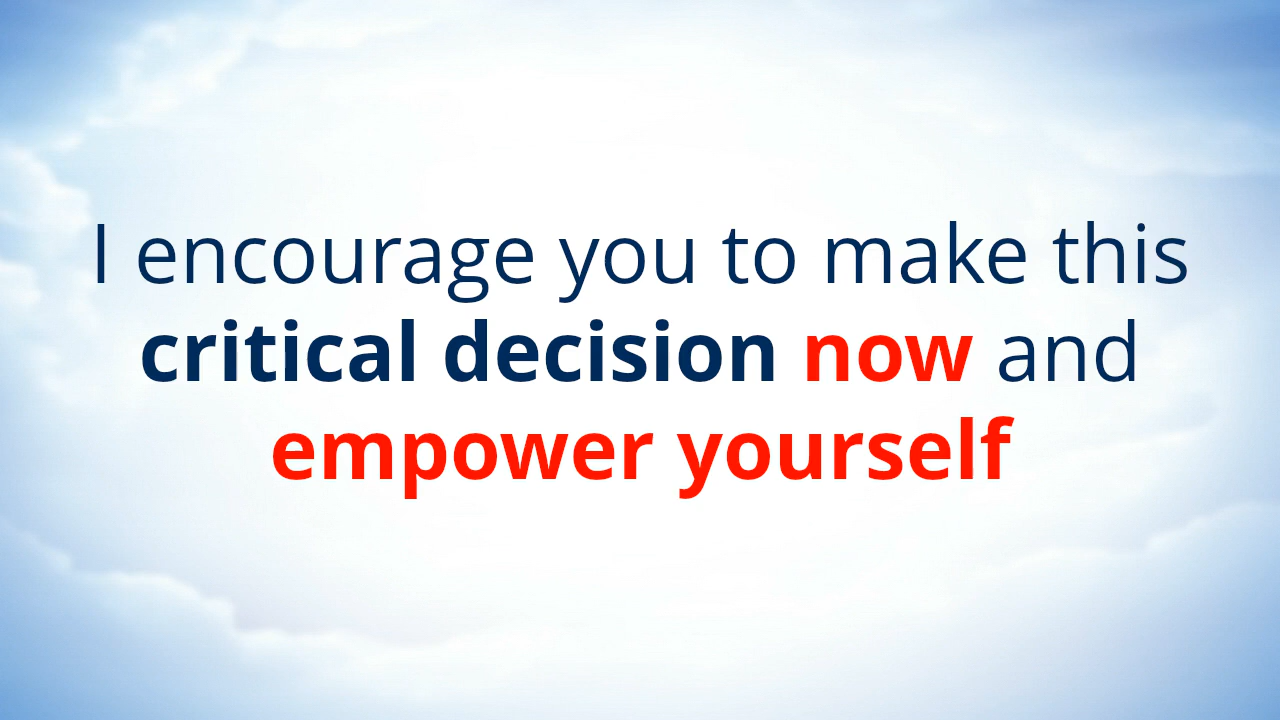 I encourage you to make this
critical decision now and
empower yourself